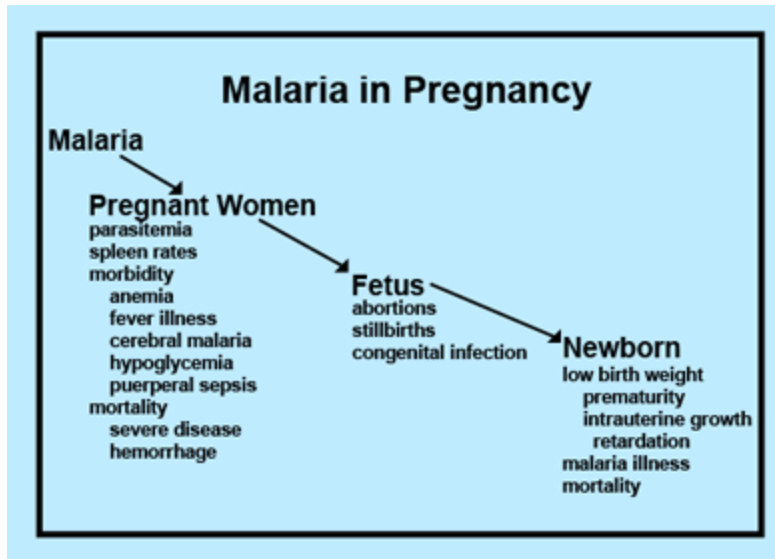 Malaria in Pregnancy
Malaria
Pregnant Women
parasitemia
spleen rates
morbidity
anemia
fever illness
cerebral malaria
hypoglycemia
puerperal sepsis
mortality
severe disease
hemorrhage
Fetus
abortions
stillbirths
congenital infection
Newborn
low birth weight
prematurity
intrauterine growth
retardation
malaria illness
mortality